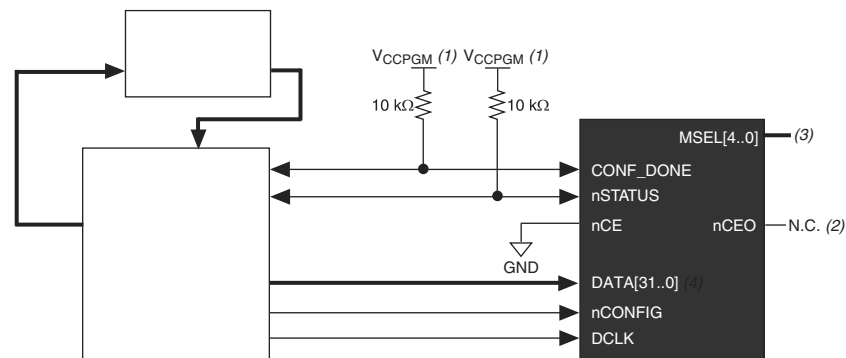 VCCPGM (1) VCCPGM (1)
10 kΩ 10 kΩ
MSEL[4..0] (3)
CONF_DONE
nSTATUS
nCE nCEO N.C. (2)
GND
DATA[31..0] (4)
nCONFIG
DCLK